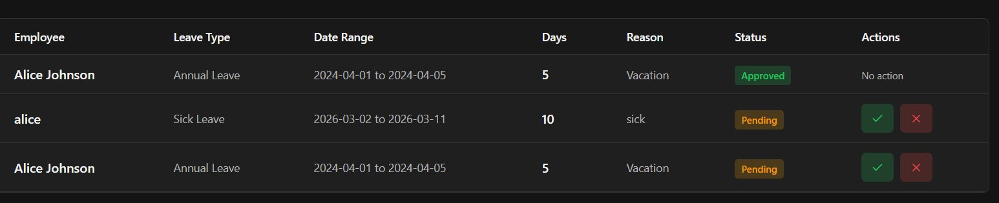 Employee Leave Type Date Range Days Reason Status Actions
Alice Johnson Annual Leave 2024-04-01 to 2024-04-05 5 Vacation Approved No action
alice Sick Leave 2026-03-02 to 2026-03-11 10 sick Pending
Alice Johnson Annual Leave 2024-04-01 to 2024-04-05 5 Vacation Pending